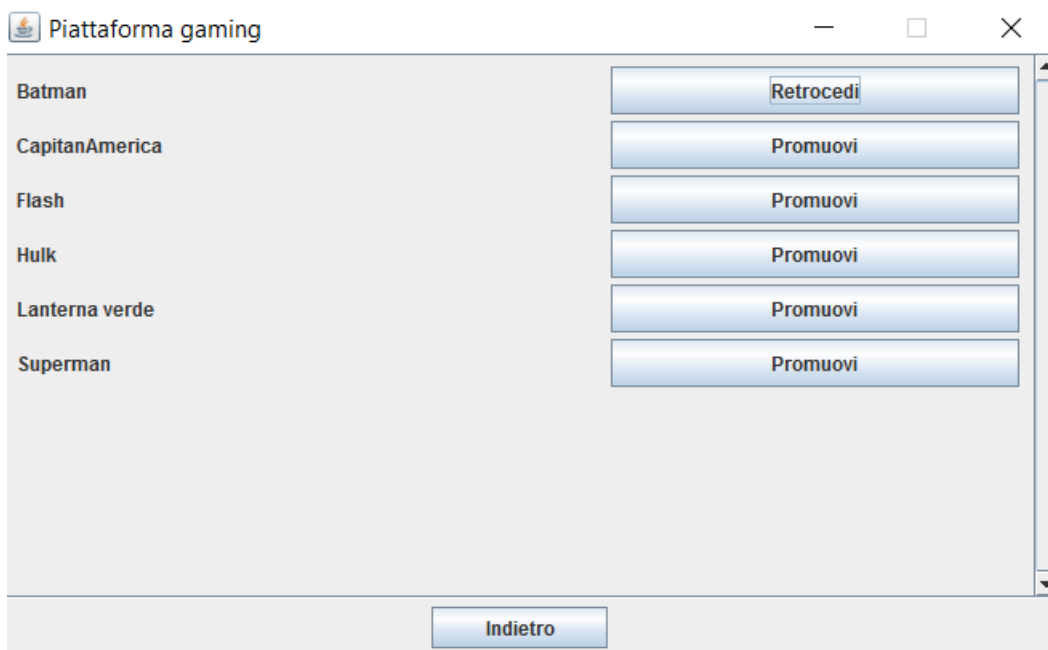 Piattaforma gaming
Batman Retrocedi
CapitanAmerica Promuovi
Flash Promuovi
Hulk Promuovi
Lanterna verde Promuovi
Superman Promuovi
Indietro